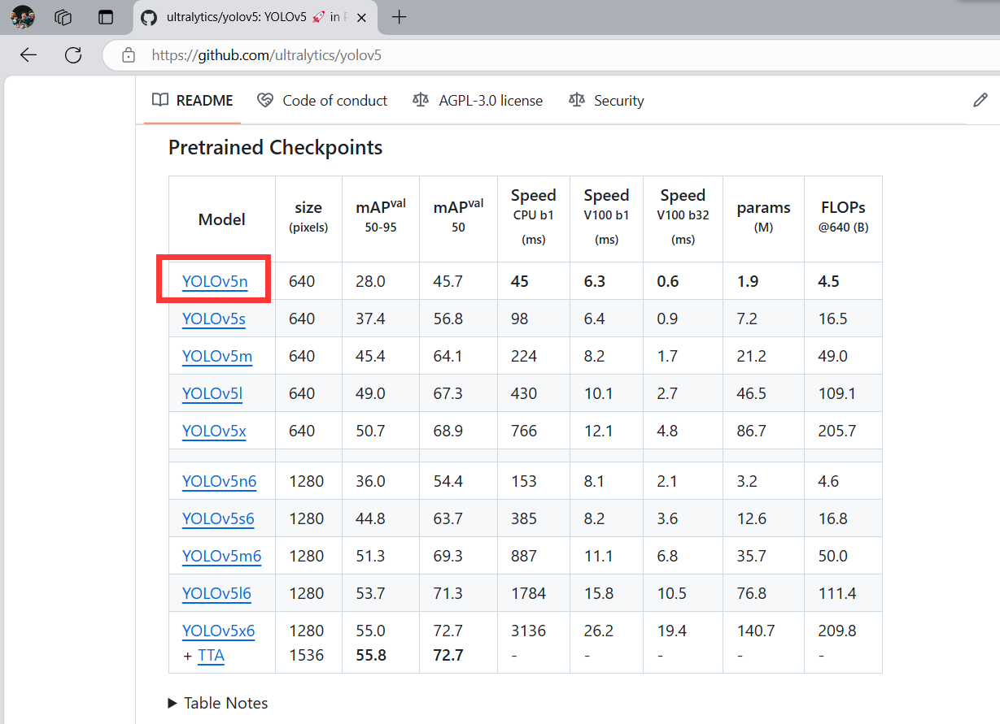 ultralytics/yolov5: YOLOv5 🚀 in
https://github.com/ultralytics/yolov5
README Code of conduct AGPL-3.0 license Security
Pretrained Checkpoints
Model size (pixels) mAPval 50-95 mAPval 50 Speed CPU b1 (ms) Speed V100 b1 (ms) Speed V100 b32 (ms) params (M) FLOPs @640 (B)
YOLOv5n 640 28.0 45.7 45 6.3 0.6 1.9 4.5
YOLOv5s 640 37.4 56.8 98 6.4 0.9 7.2 16.5
YOLOv5m 640 45.4 64.1 224 8.2 1.7 21.2 49.0
YOLOv5l 640 49.0 67.3 430 10.1 2.7 46.5 109.1
YOLOv5x 640 50.7 68.9 766 12.1 4.8 86.7 205.7
YOLOv5n6 1280 36.0 54.4 153 8.1 2.1 3.2 4.6
YOLOv5s6 1280 44.8 63.7 385 8.2 3.6 12.6 16.8
YOLOv5m6 1280 51.3 69.3 887 11.1 6.8 35.7 50.0
YOLOv5l6 1280 53.7 71.3 1784 15.8 10.5 76.8 111.4
YOLOv5x6 1280 55.0 72.7 3136 26.2 19.4 140.7 209.8
+ TTA 1536 55.8 72.7 - - - - -
Table Notes